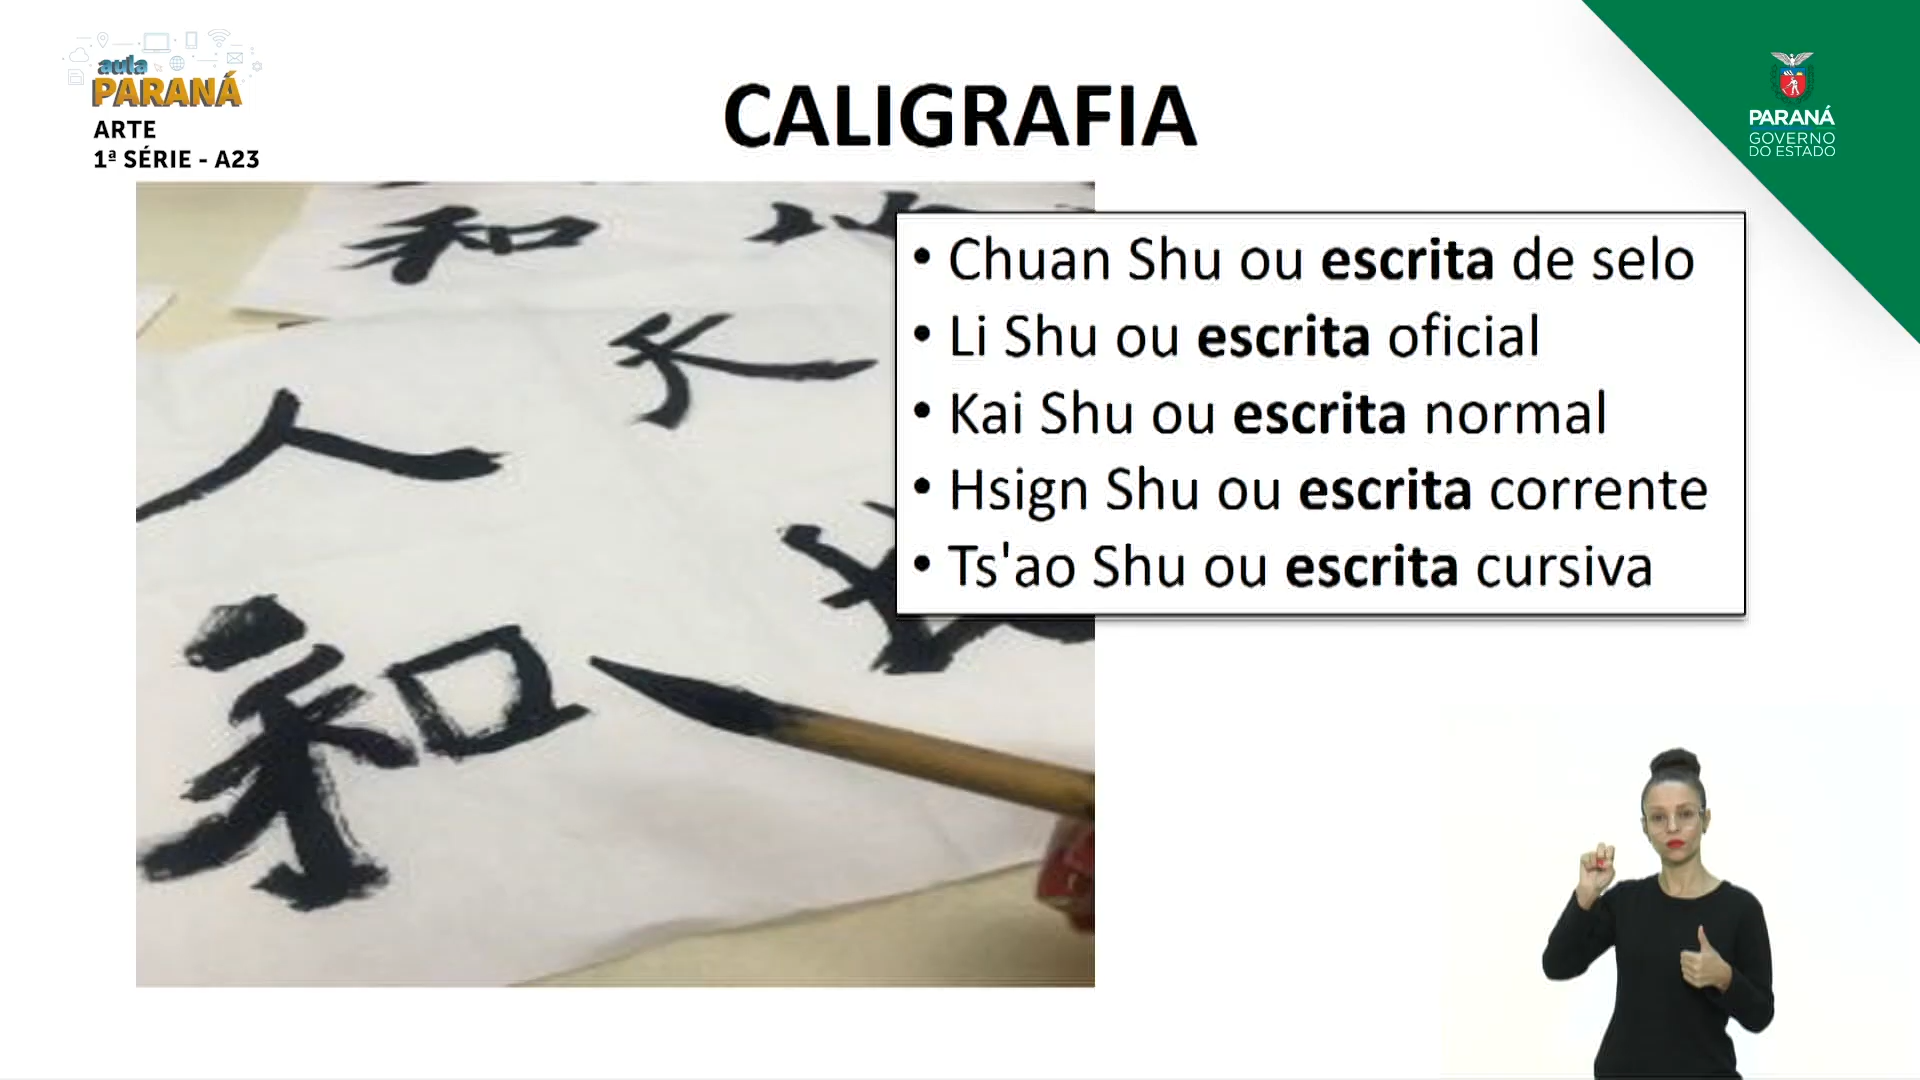 aula
PARANÁ
ARTE
1ª SÉRIE - A23
CALIGRAFIA
PARANÁ
GOVERNO
DO ESTADO
• Chuan Shu ou escrita de selo
• Li Shu ou escrita oficial
• Kai Shu ou escrita normal
• Hsign Shu ou escrita corrente
• Ts'ao Shu ou escrita cursiva
和
天
人
和